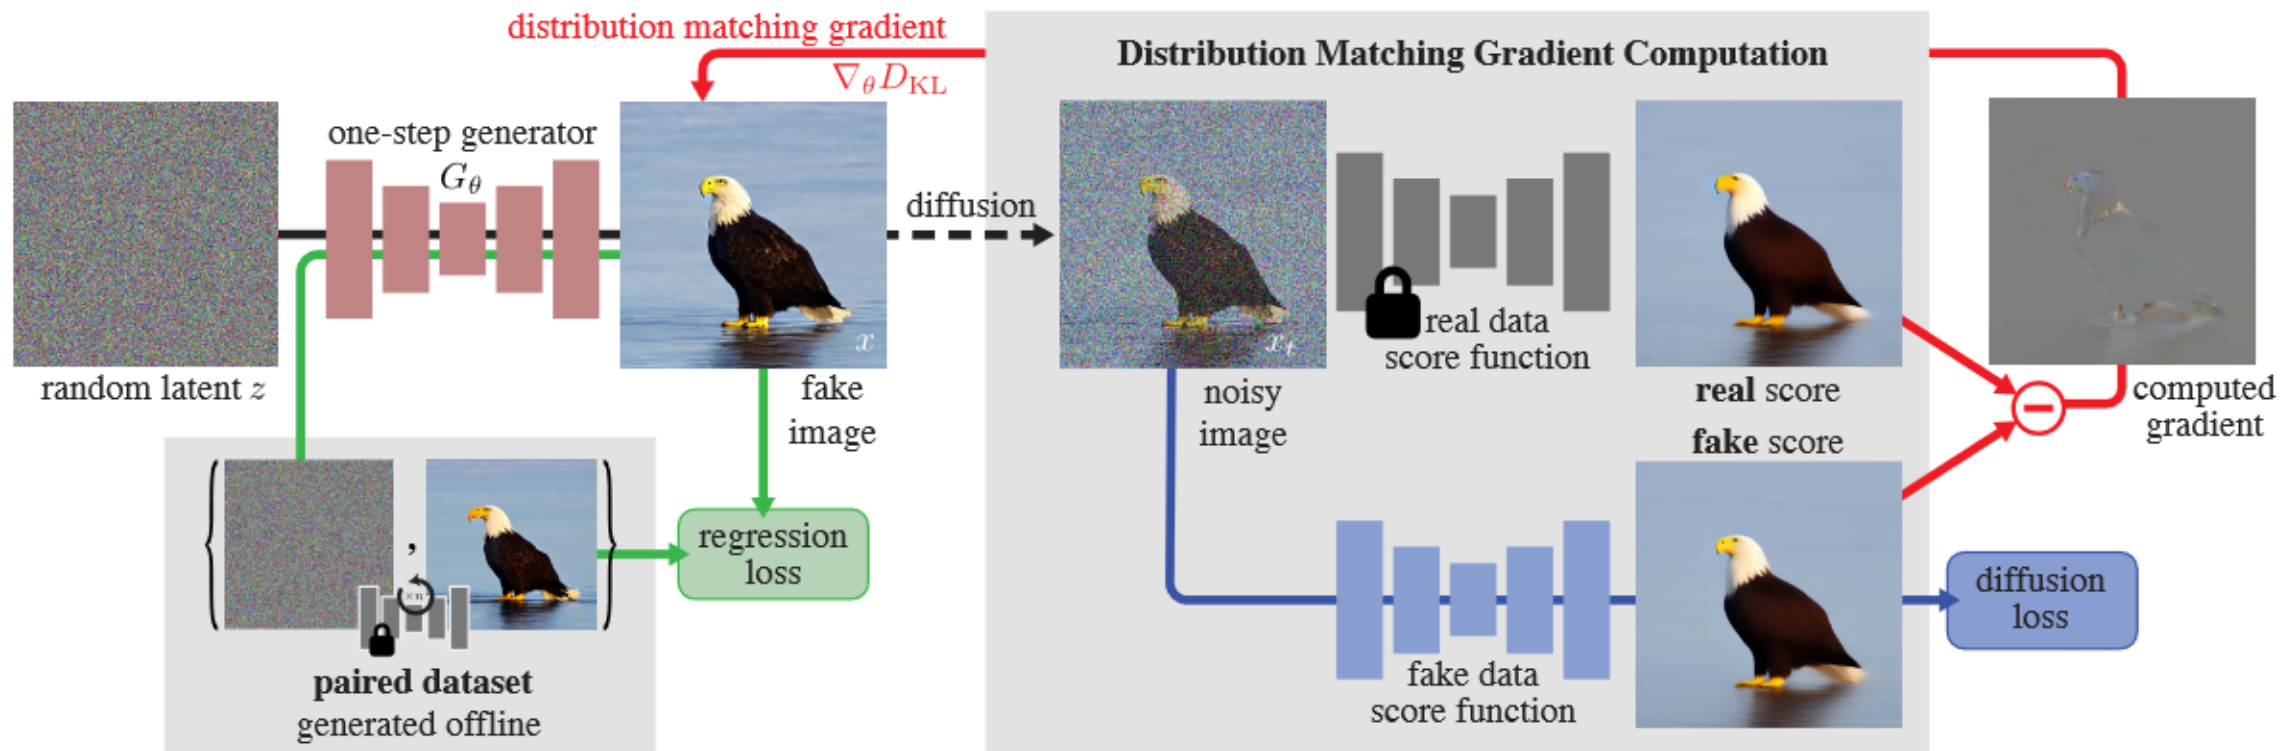 distribution matching gradient
∇θ D_KL
Distribution Matching Gradient Computation
one-step generator
Gθ
diffusion
x
x_t
real data
score function
random latent z
fake
image
noisy
image
real score
fake score
computed
gradient
,
×n
regression
loss
diffusion
loss
paired dataset
generated offline
fake data
score function